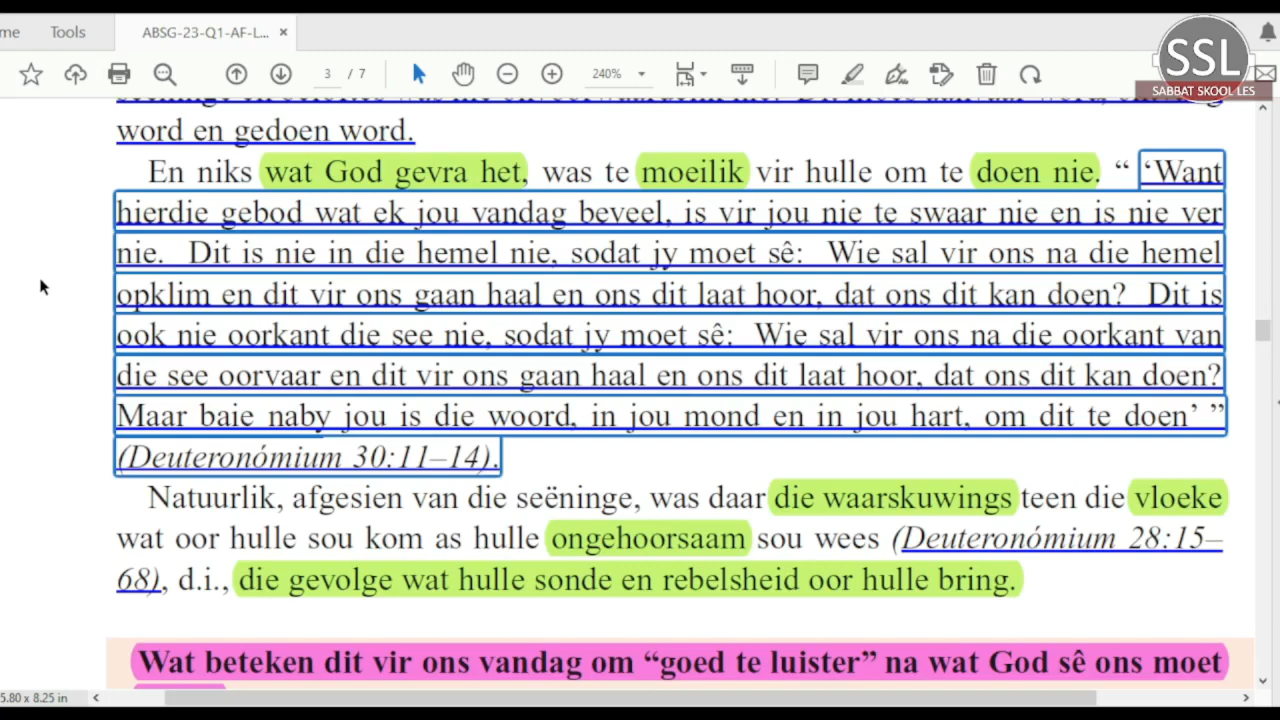 me Tools ABSG-23-Q1-AF-L... ×
3 / 7 240%
SSL
SABBAT SKOOL LES
word en gedoen word.
En niks wat God gevra het, was te moeilik vir hulle om te doen nie. “ ‘Want
hierdie gebod wat ek jou vandag beveel, is vir jou nie te swaar nie en is nie ver
nie. Dit is nie in die hemel nie, sodat jy moet sê: Wie sal vir ons na die hemel
opklim en dit vir ons gaan haal en ons dit laat hoor, dat ons dit kan doen? Dit is
ook nie oorkant die see nie, sodat jy moet sê: Wie sal vir ons na die oorkant van
die see oorvaar en dit vir ons gaan haal en ons dit laat hoor, dat ons dit kan doen?
Maar baie naby jou is die woord, in jou mond en in jou hart, om dit te doen’ ”
(Deuteronómium 30:11–14).
Natuurlik, afgesien van die seëninge, was daar die waarskuwings teen die vloeke
wat oor hulle sou kom as hulle ongehoorsaam sou wees (Deuteronómium 28:15–
68), d.i., die gevolge wat hulle sonde en rebelsheid oor hulle bring.
Wat beteken dit vir ons vandag om “goed te luister” na wat God sê ons moet
5.80 x 8.25 in